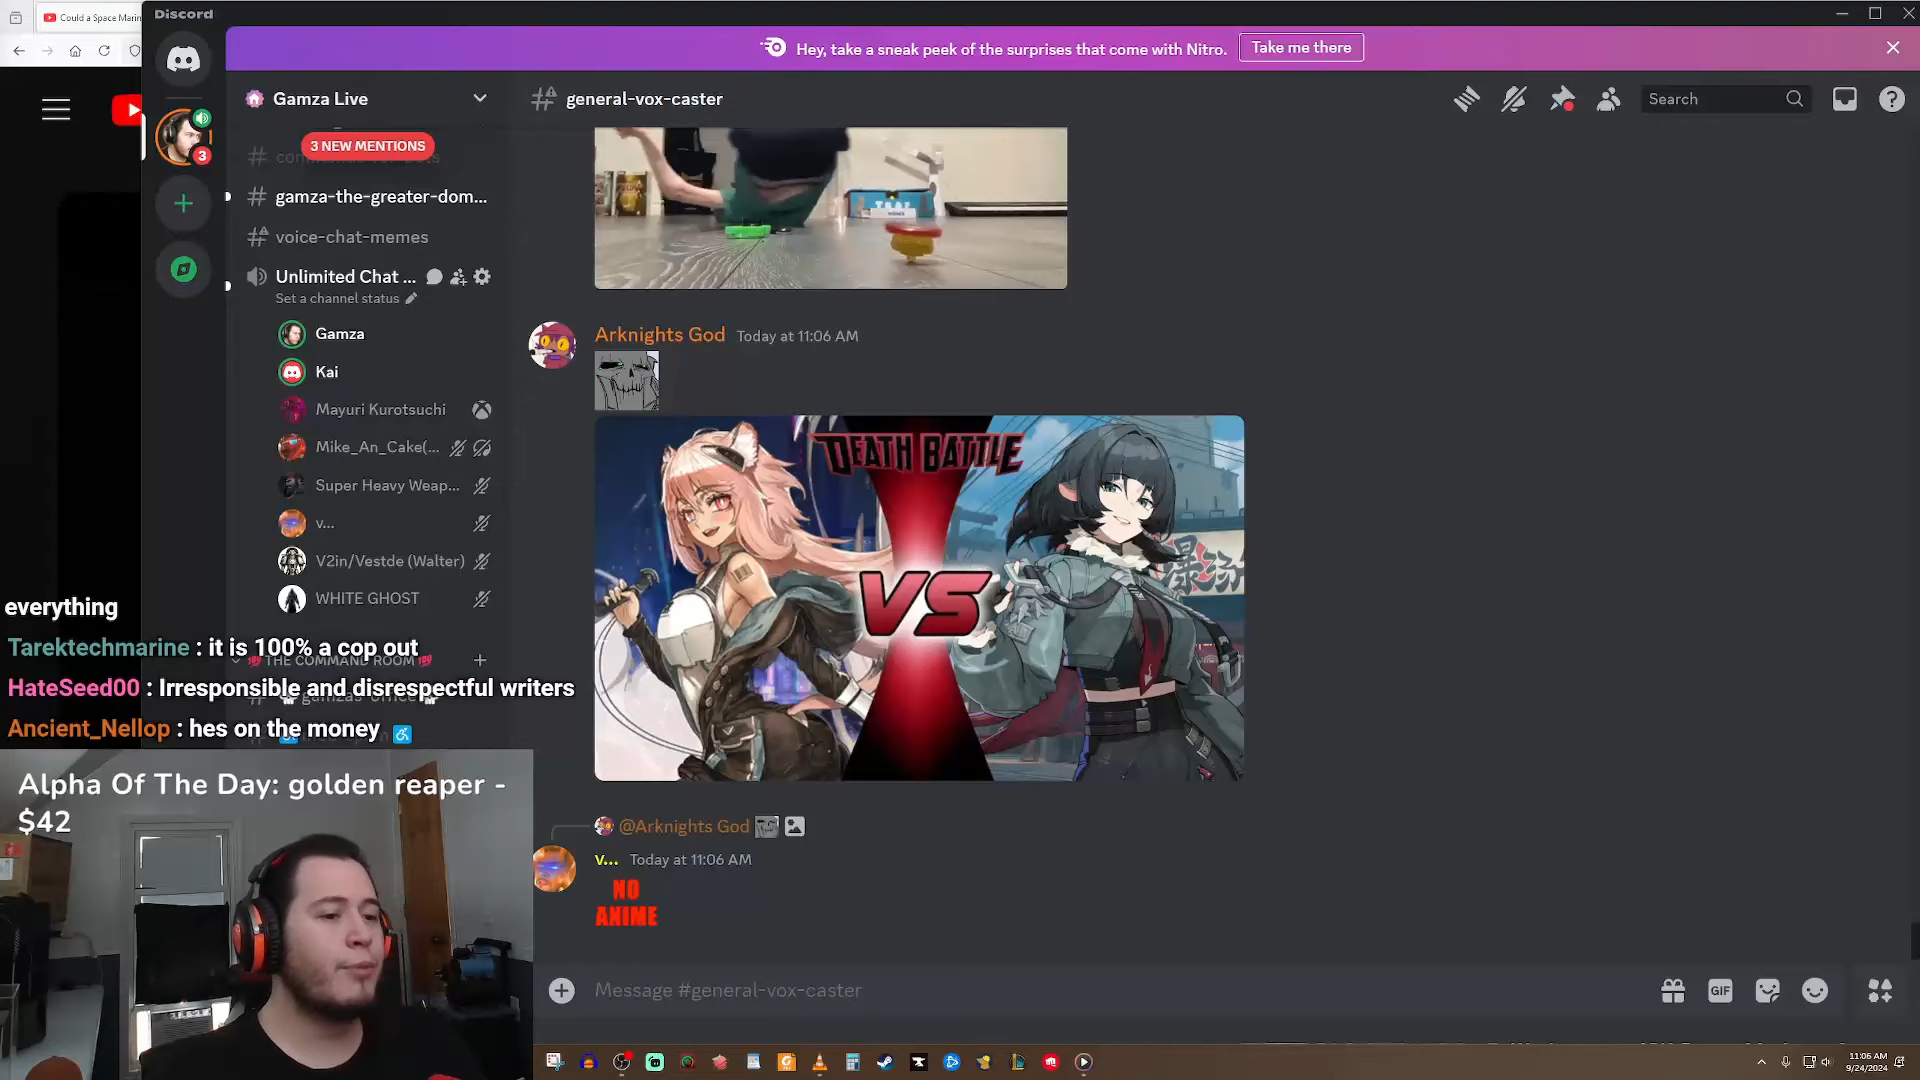 Could a Space Marin
Discord
Hey, take a sneak peek of the surprises that come with Nitro.
Take me there
Gamza Live
general-vox-caster
Search
3 NEW MENTIONS
gamza-the-greater-dom...
voice-chat-memes
Unlimited Chat ...
Set a channel status
Gamza
Kai
Mayuri Kurotsuchi
Mike_An_Cake(...
Super Heavy Weap...
v...
V2in/Vestde (Walter)
WHITE GHOST
THE COMMAND ROOM
everything
Tarektechmarine : it is 100% a cop out
HateSeed00 : Irresponsible and disrespectful writers
Ancient_Nellop : hes on the money
Alpha Of The Day: golden reaper -
$42
Arknights God Today at 11:06 AM
DEATH BATTLE
VS
@Arknights God
v... Today at 11:06 AM
NO
ANIME
Message #general-vox-caster
GIF
11:06 AM
9/24/2024